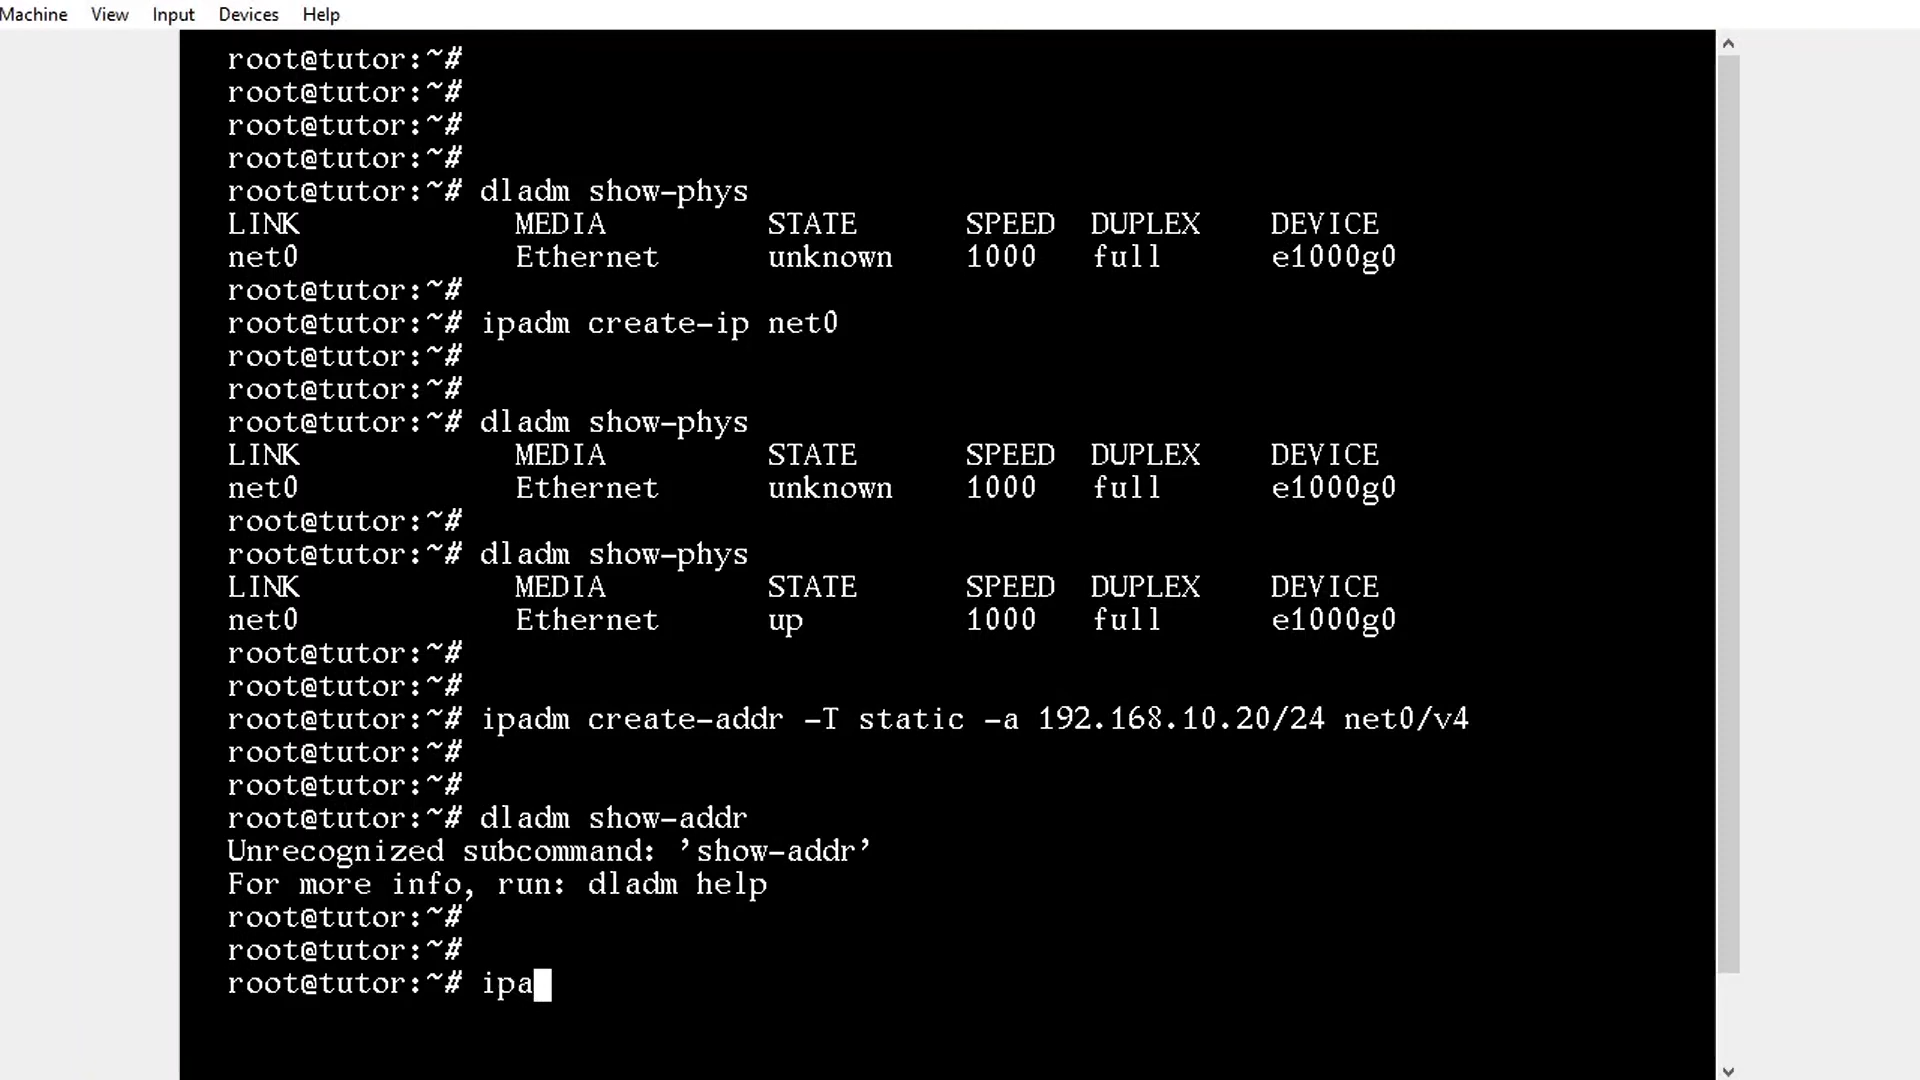 Machine View Input Devices Help
root@tutor:~#
root@tutor:~#
root@tutor:~#
root@tutor:~#
root@tutor:~# dladm show-phys
LINK MEDIA STATE SPEED DUPLEX DEVICE
net0 Ethernet unknown 1000 full e1000g0
root@tutor:~#
root@tutor:~# ipadm create-ip net0
root@tutor:~#
root@tutor:~#
root@tutor:~# dladm show-phys
LINK MEDIA STATE SPEED DUPLEX DEVICE
net0 Ethernet unknown 1000 full e1000g0
root@tutor:~#
root@tutor:~# dladm show-phys
LINK MEDIA STATE SPEED DUPLEX DEVICE
net0 Ethernet up 1000 full e1000g0
root@tutor:~#
root@tutor:~#
root@tutor:~# ipadm create-addr -T static -a 192.168.10.20/24 net0/v4
root@tutor:~#
root@tutor:~#
root@tutor:~# dladm show-addr
Unrecognized subcommand: 'show-addr'
For more info, run: dladm help
root@tutor:~#
root@tutor:~#
root@tutor:~# ipa